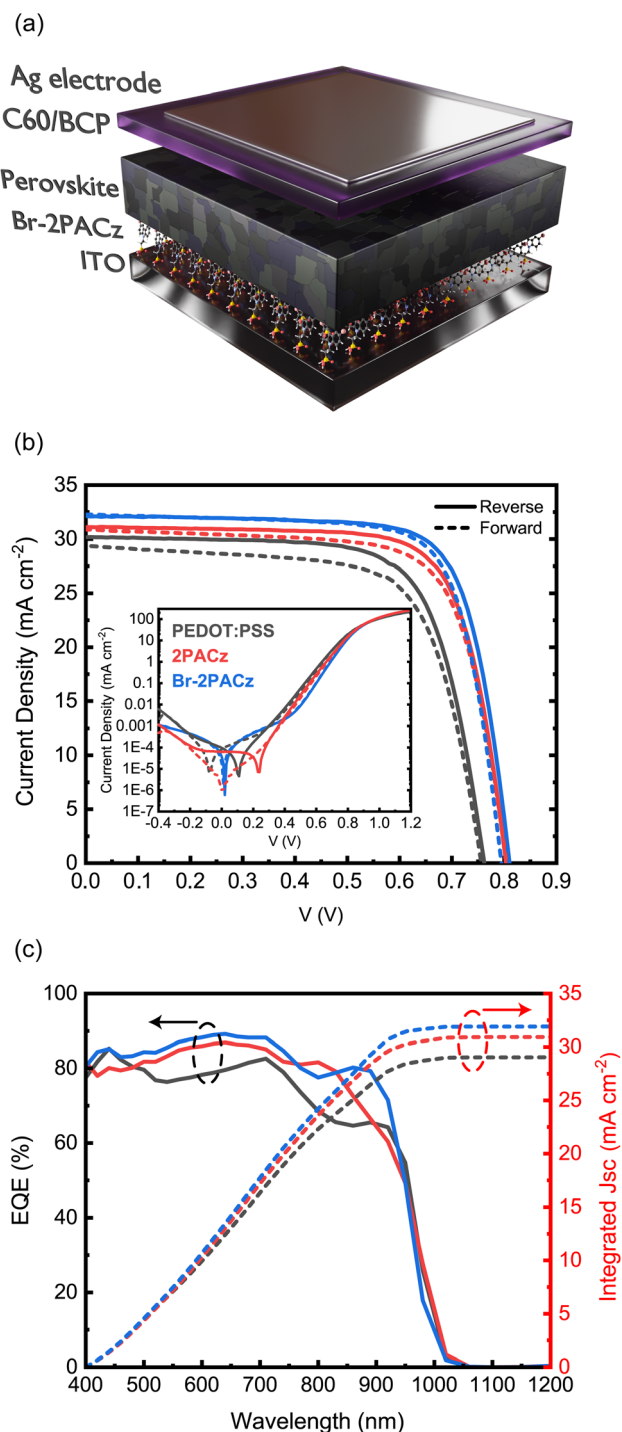 (a)
Ag electrode
C60/BCP
Perovskite
Br-2PACz
ITO
(b)
35
30
25
20
15
10
5
0
Current Density (mA cm-2)
Reverse
Forward
PEDOT:PSS
2PACz
Br-2PACz
100
10
1
0.1
0.01
0.001
1E-4
1E-5
1E-6
1E-7
Current Density (mA cm-2)
-0.4 -0.2 0.0 0.2 0.4 0.6 0.8 1.0 1.2
V (V)
0.0 0.1 0.2 0.3 0.4 0.5 0.6 0.7 0.8 0.9
V (V)
(c)
100
80
60
40
20
0
EQE (%)
35
30
25
20
15
10
5
0
Integrated Jsc (mA cm-2)
400 500 600 700 800 900 1000 1100 1200
Wavelength (nm)